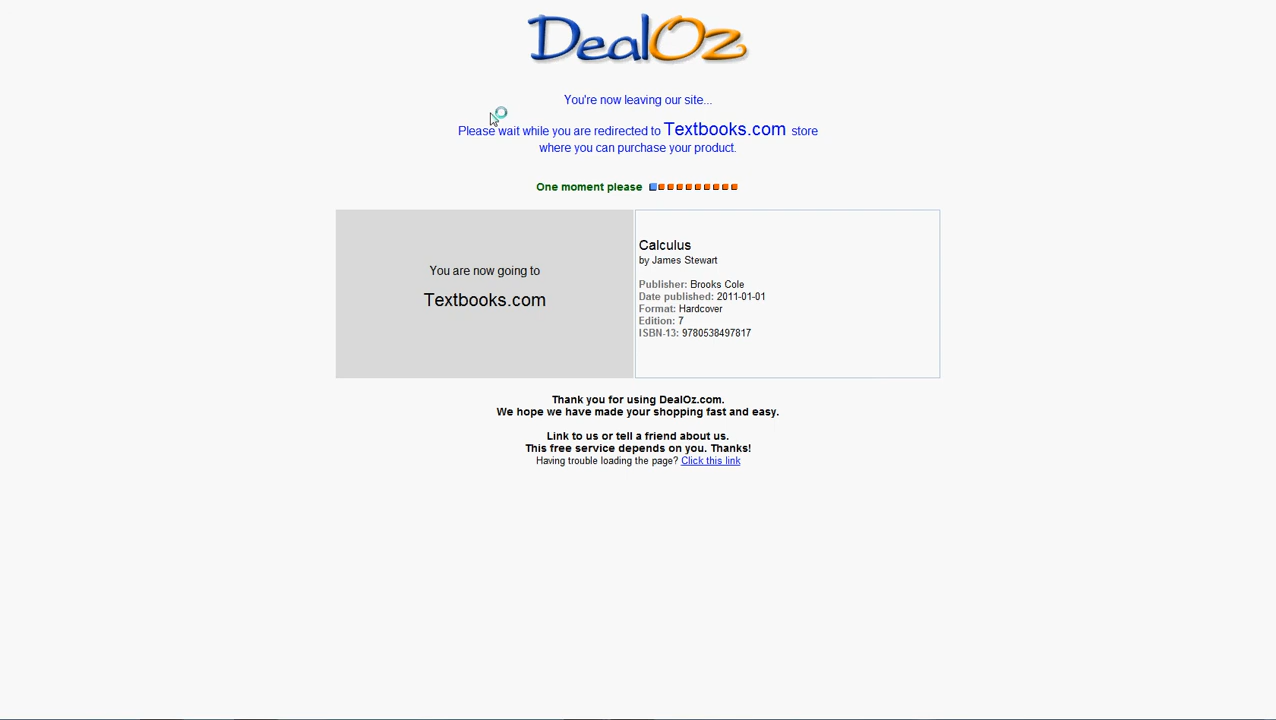 DealOz
You're now leaving our site...
Please wait while you are redirected to Textbooks.com store
where you can purchase your product.
One moment please
You are now going to
Textbooks.com
Calculus
by James Stewart
Publisher: Brooks Cole
Date published: 2011-01-01
Format: Hardcover
Edition: 7
ISBN-13: 9780538497817
Thank you for using DealOz.com.
We hope we have made your shopping fast and easy.
Link to us or tell a friend about us.
This free service depends on you. Thanks!
Having trouble loading the page? Click this link